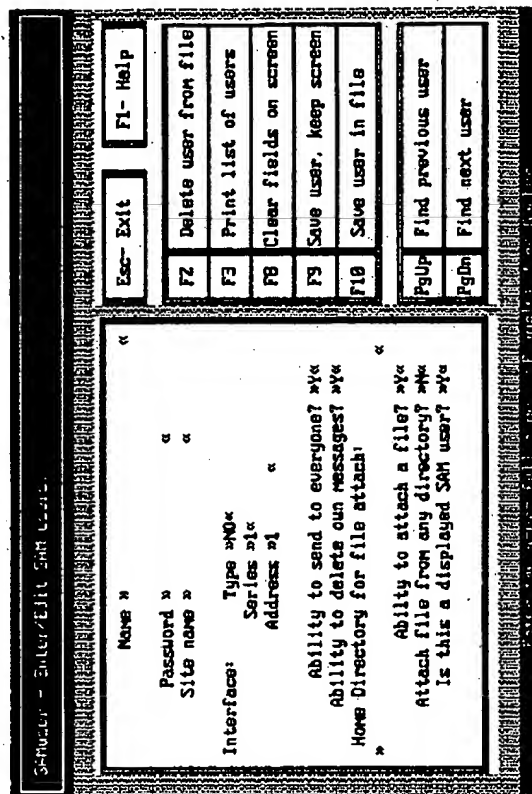 Enter/Edit SAM
Esc- Exit
F1- Help
Name » «
Password » «
Site name » «
Interface: Type »NO«
Series »1«
Address »1 «
Ability to send to everyone? »Y«
Ability to delete own messages? »Y«
Home Directory for file attach:
» «
Abilty to attach a file? »Y«
Attach file from any directory? »N«
Is this a displayed SAM user? »Y«
F2 Delete user from file
F3 Print list of users
F8 Clear fields on screen
F9 Save user, keep screen
F10 Save user in file
PgUp Find previous user
PgDn Find next user